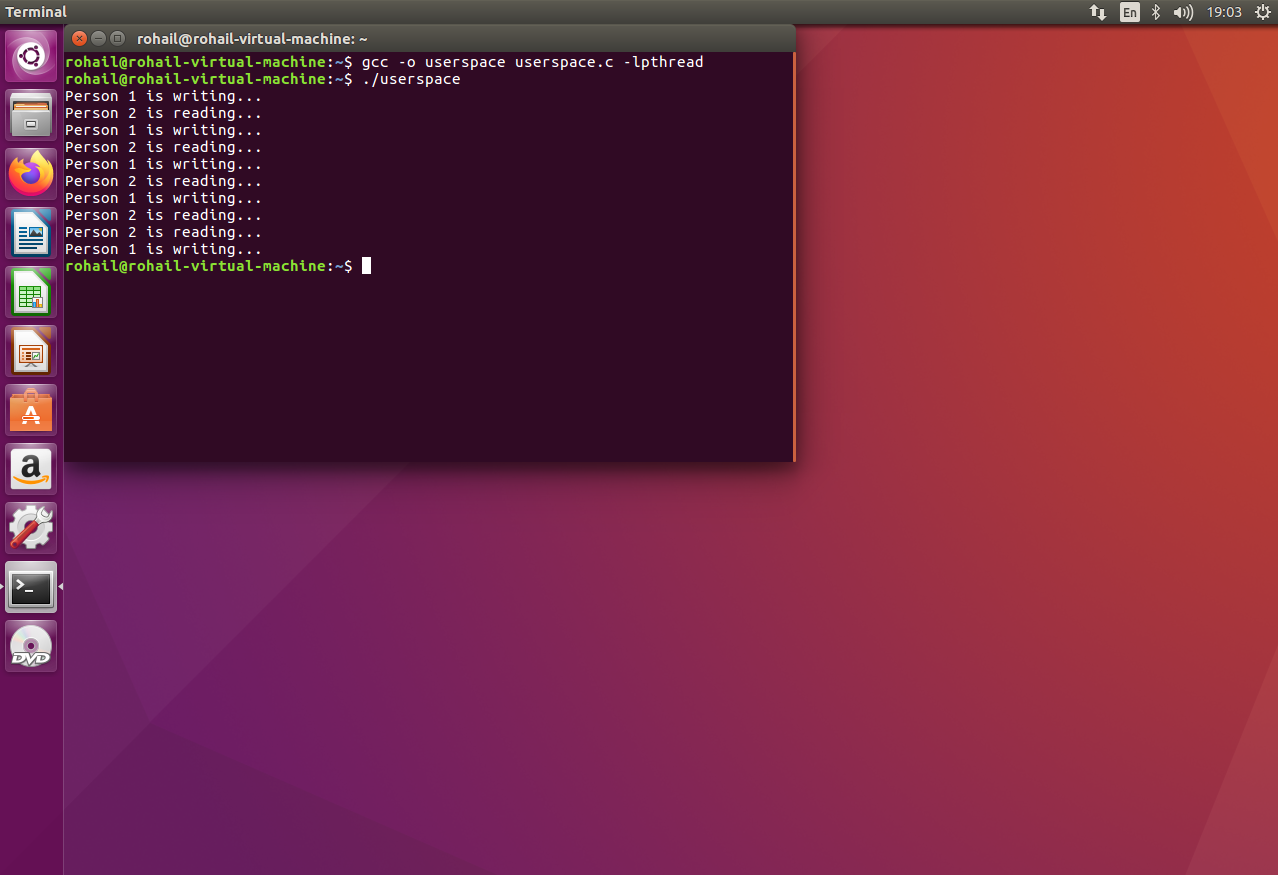 Terminal
En
19:03
rohail@rohail-virtual-machine: ~
rohail@rohail-virtual-machine:~$ gcc -o userspace userspace.c -lpthread
rohail@rohail-virtual-machine:~$ ./userspace
Person 1 is writing...
Person 2 is reading...
Person 1 is writing...
Person 2 is reading...
Person 1 is writing...
Person 2 is reading...
Person 1 is writing...
Person 2 is reading...
Person 2 is reading...
Person 1 is writing...
rohail@rohail-virtual-machine:~$
A
a
>_
DVD